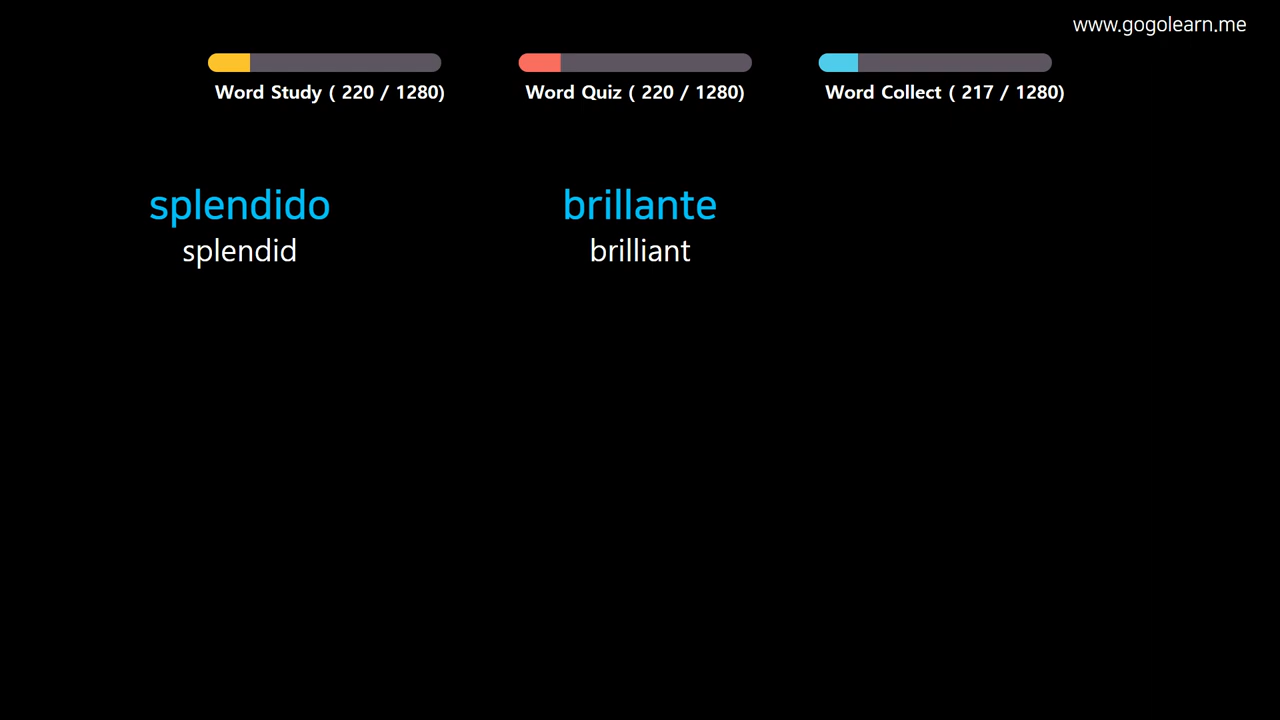 www.gogolearn.me
Word Study ( 220 / 1280)
Word Quiz ( 220 / 1280)
Word Collect ( 217 / 1280)
splendido
splendid
brillante
brilliant